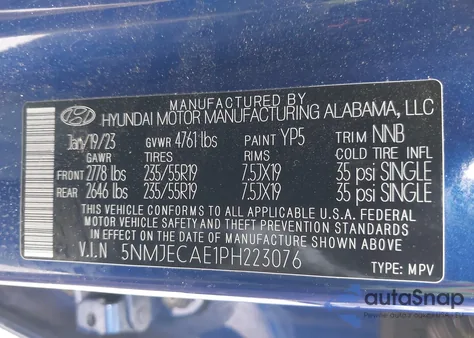 MANUFACTURED BY
HYUNDAI MOTOR MANUFACTURING ALABAMA, LLC
Jan/19/23 GVWR 4761 lbs PAINT YP5 TRIM NNB
GAWR TIRES RIMS COLD TIRE INFL
FRONT 2778 lbs 235/55R19 7.5JX19 35 psi SINGLE
REAR 2646 lbs 235/55R19 7.5JX19 35 psi SINGLE
THIS VEHICLE CONFORMS TO ALL APPLICABLE U.S.A. FEDERAL
MOTOR VEHICLE SAFETY AND THEFT PREVENTION STANDARDS
IN EFFECT ON THE DATE OF MANUFACTURE SHOWN ABOVE.
V.I.N 5NMJECAE1PH223076
TYPE: MPV
autoSnap